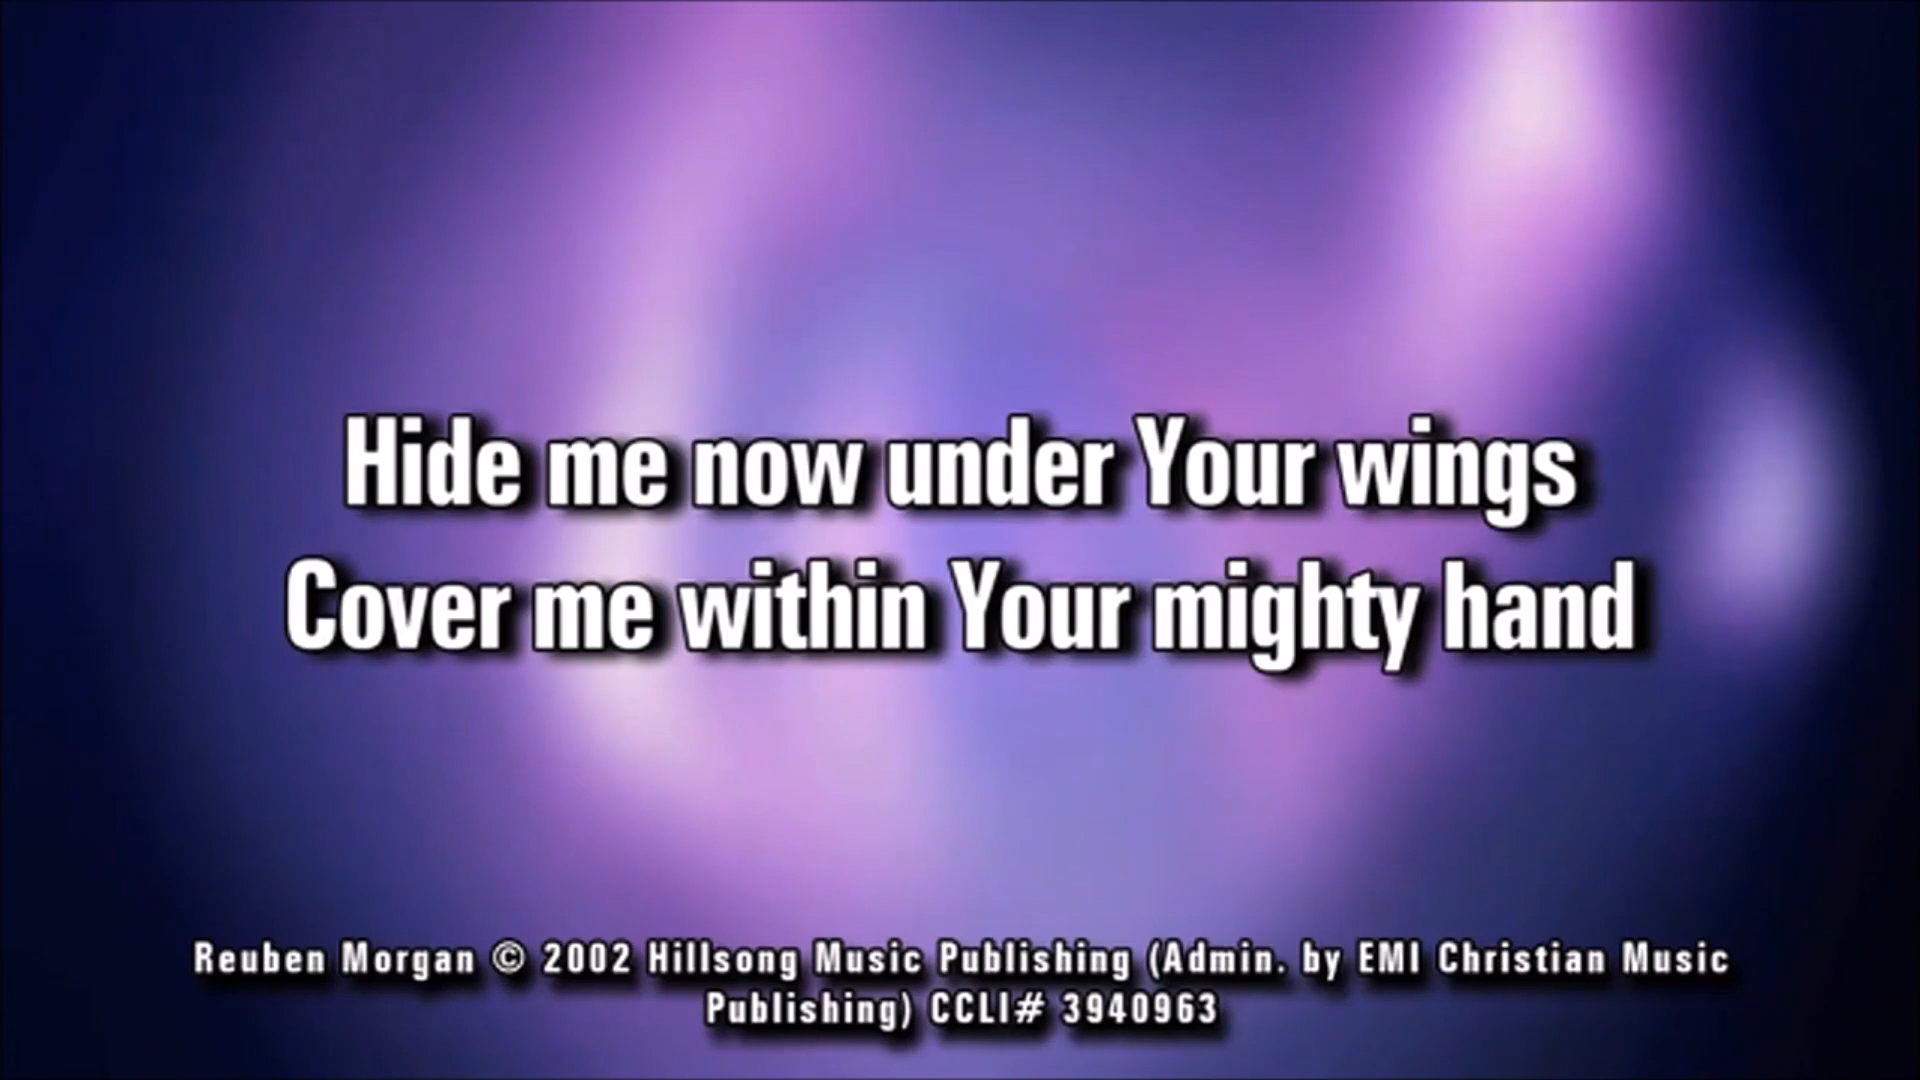 Hide me now under Your wings
Cover me within Your mighty hand
Reuben Morgan © 2002 Hillsong Music Publishing (Admin. by EMI Christian Music
Publishing) CCLI# 3940963